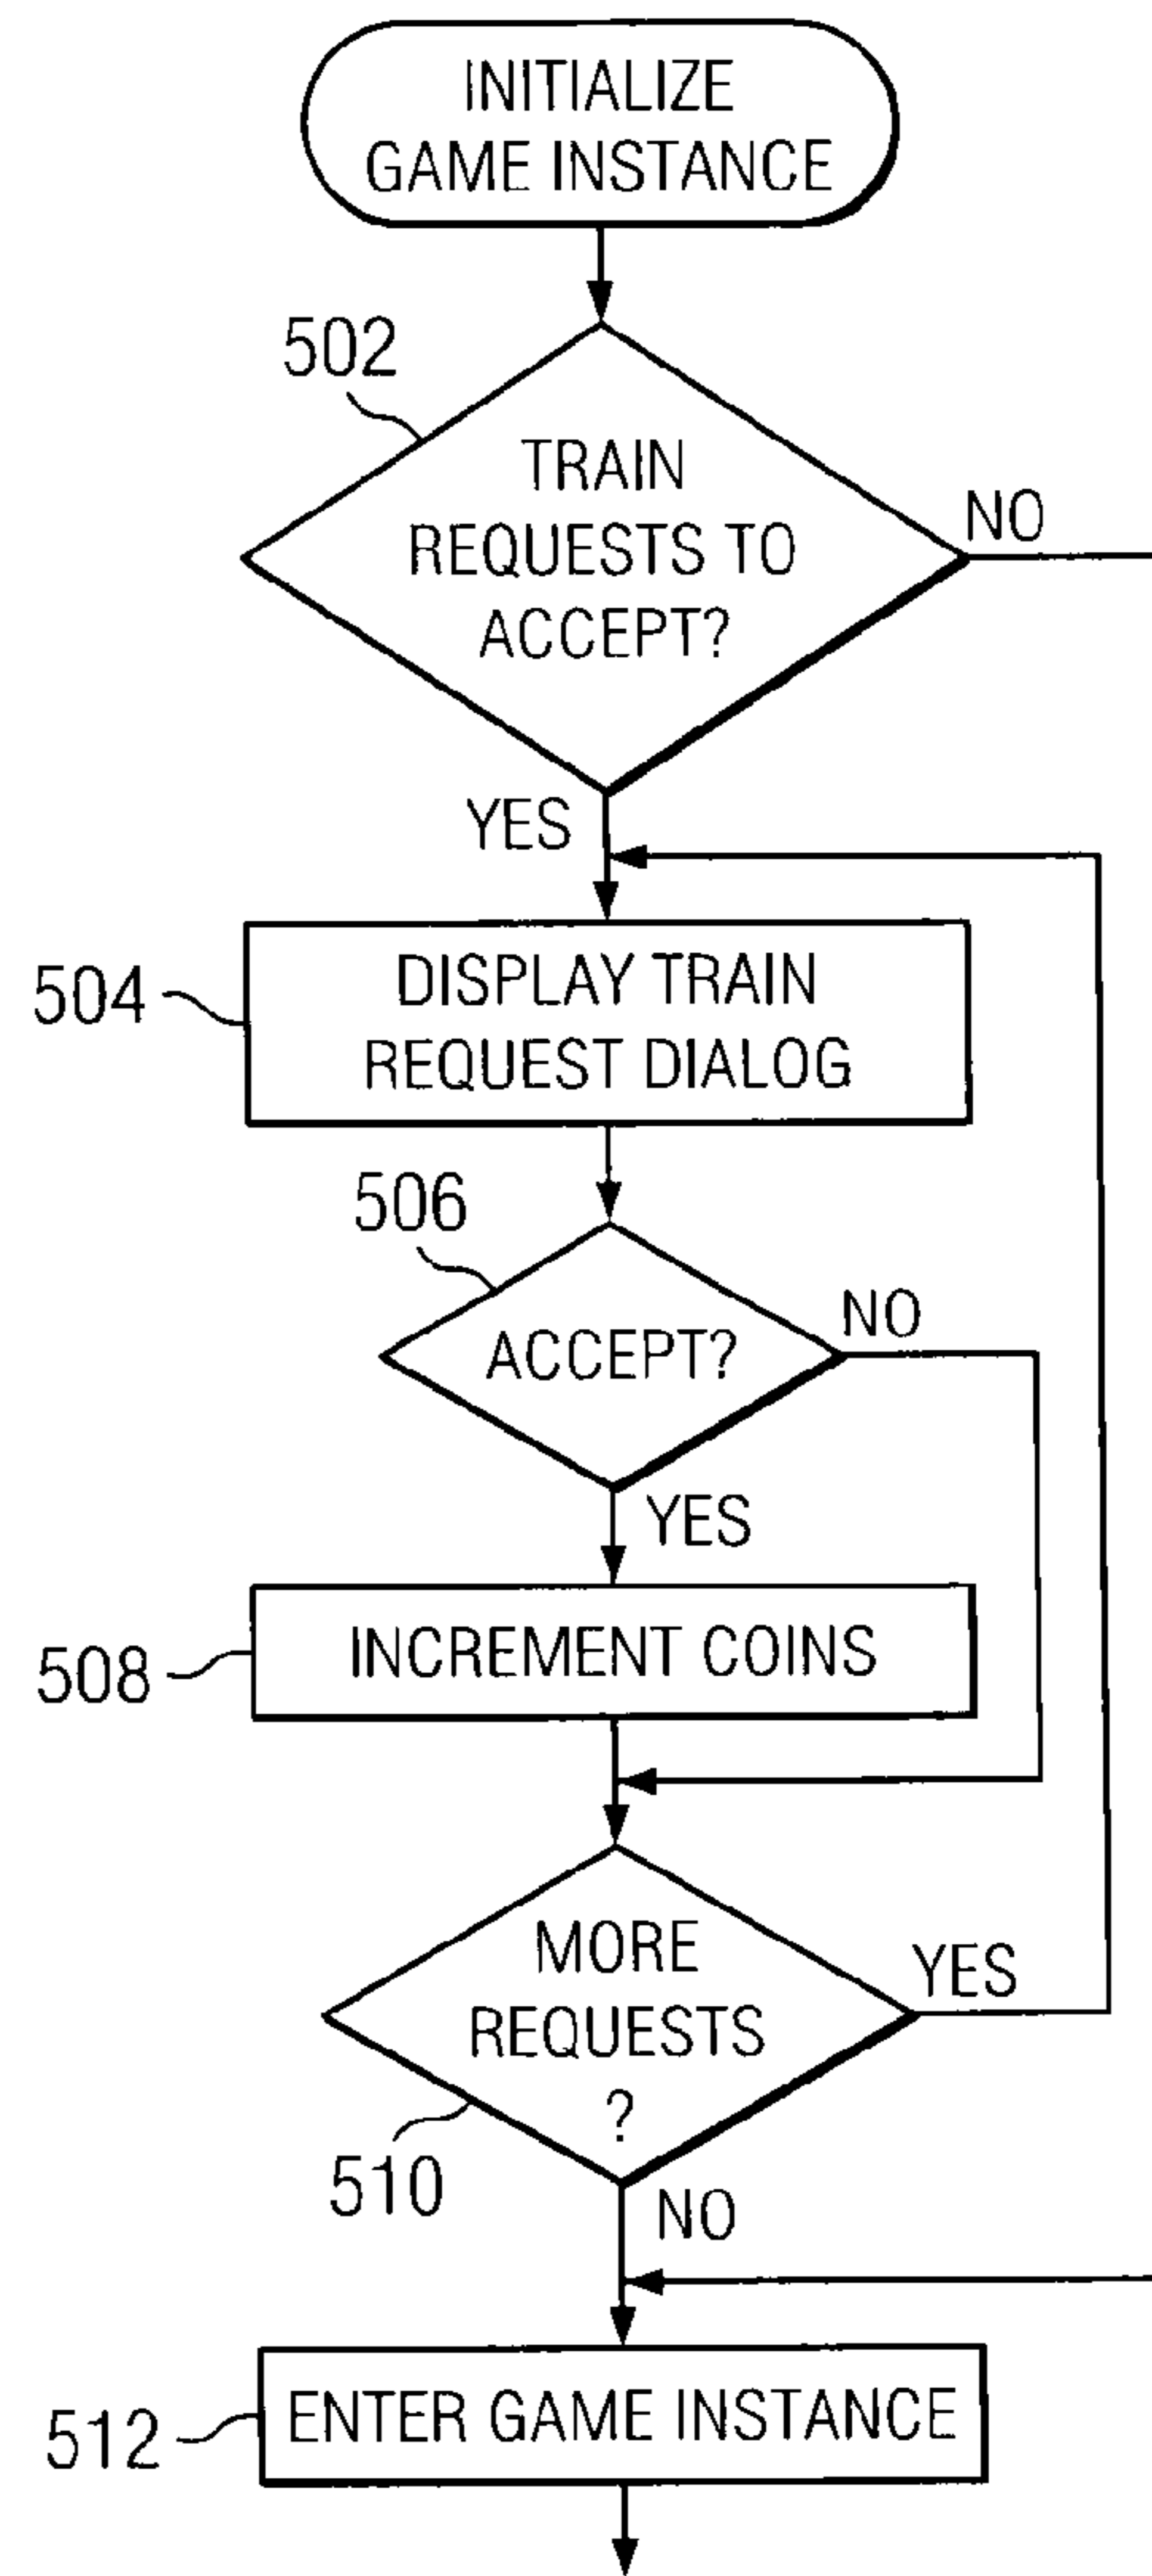 INITIALIZE
GAME INSTANCE
502
TRAIN
REQUESTS TO
ACCEPT?
NO
YES
504
DISPLAY TRAIN
REQUEST DIALOG
506
ACCEPT?
NO
YES
508
INCREMENT COINS
MORE
REQUESTS
?
YES
510
NO
512
ENTER GAME INSTANCE